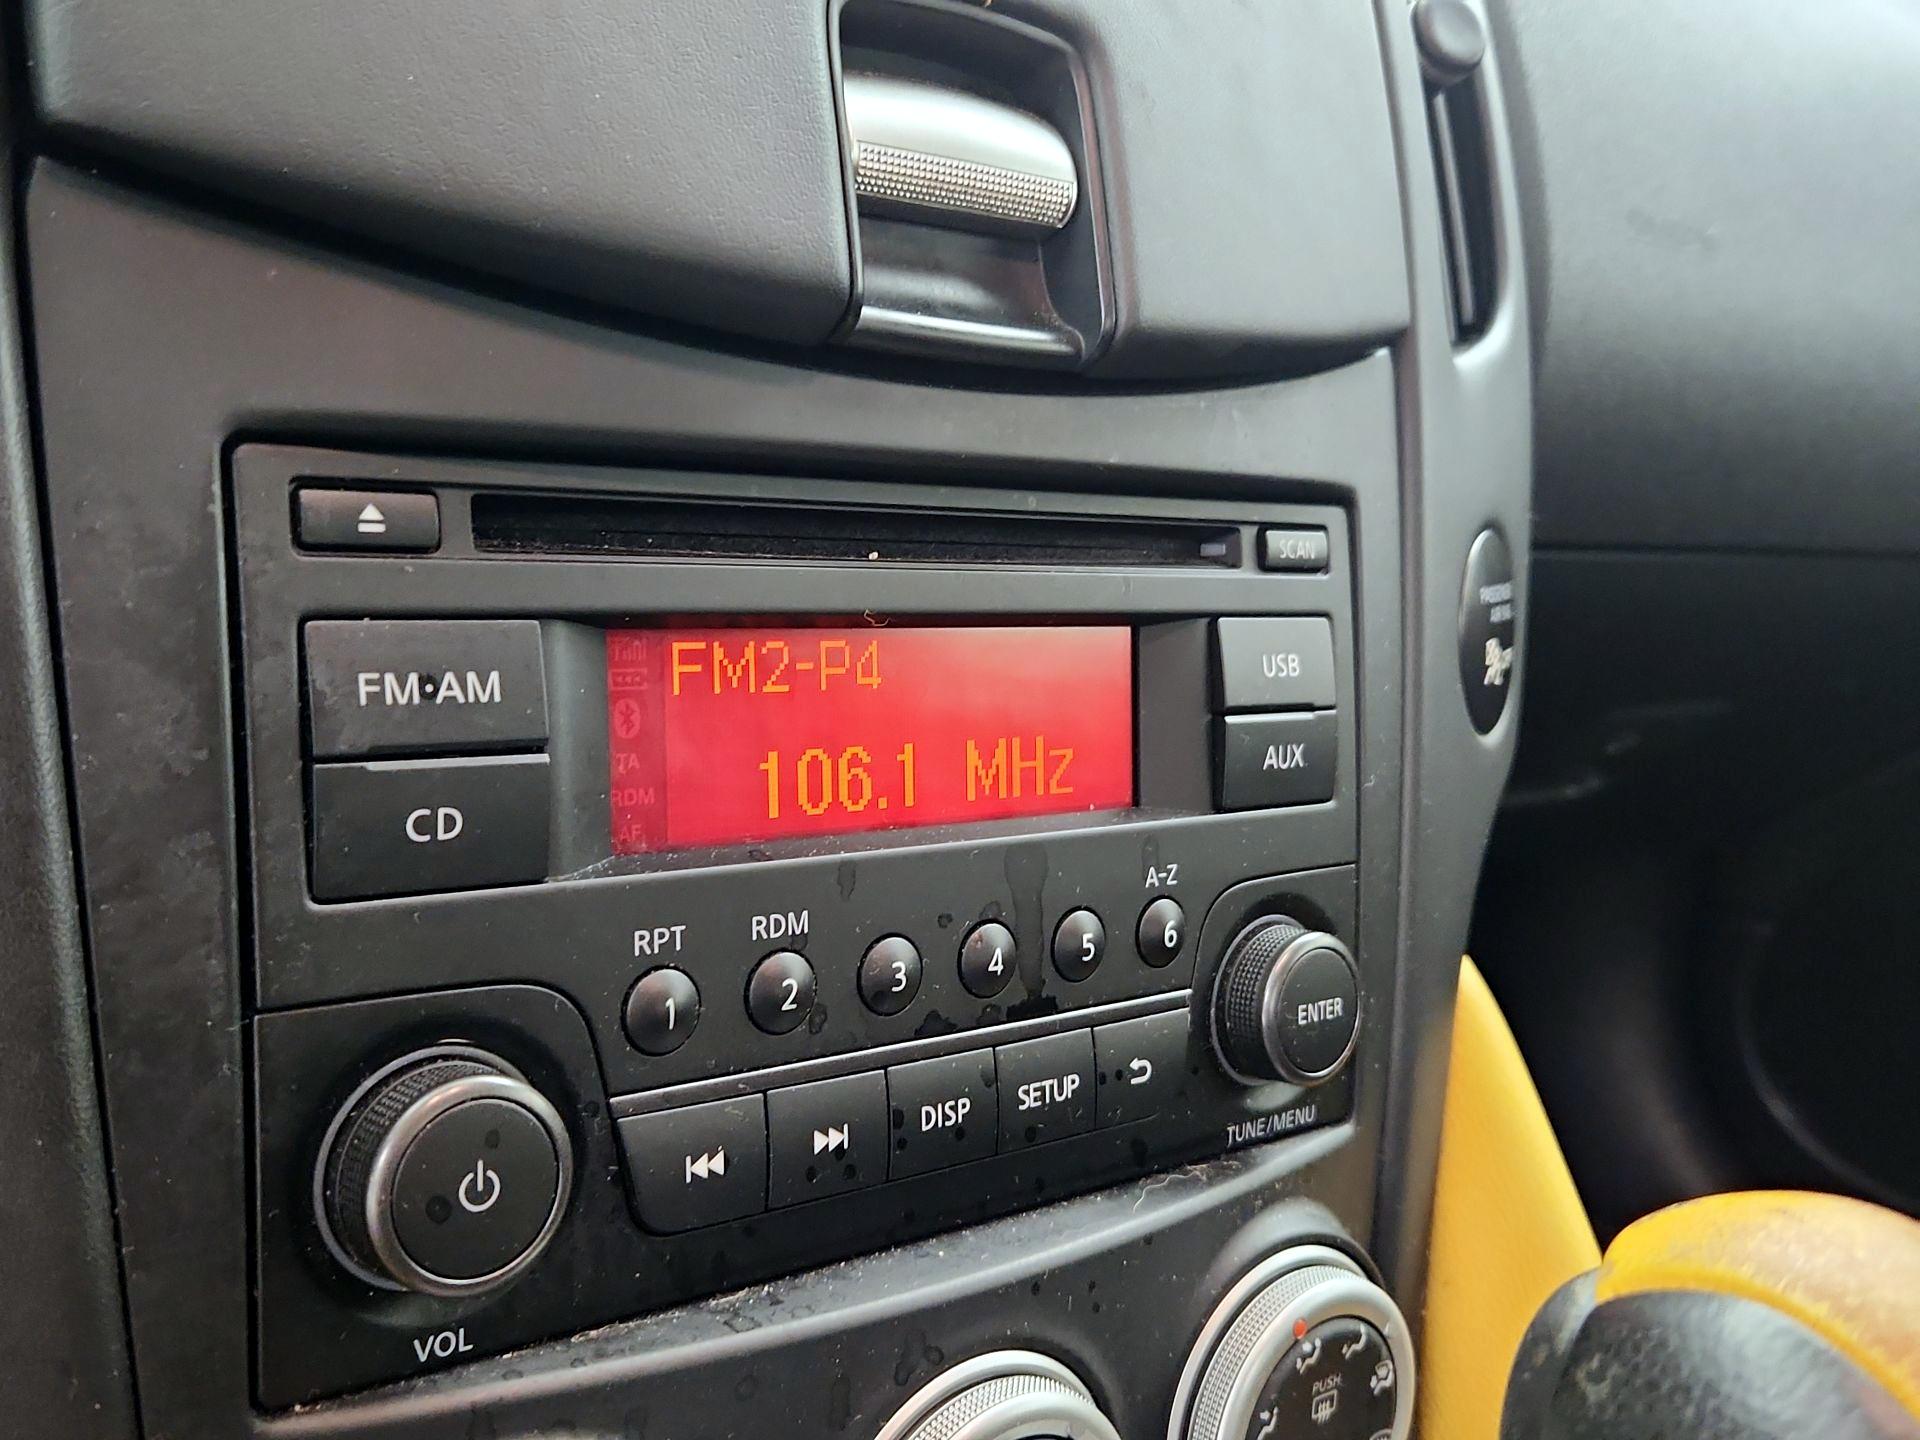 SCAN
FM·AM
FM2-P4
USB
TA
106.1 MHz
AUX
RDM
CD
AF
A-Z
RPT
RDM
1
2
3
4
5
6
ENTER
DISP
SETUP
TUNE/MENU
VOL
PUSH